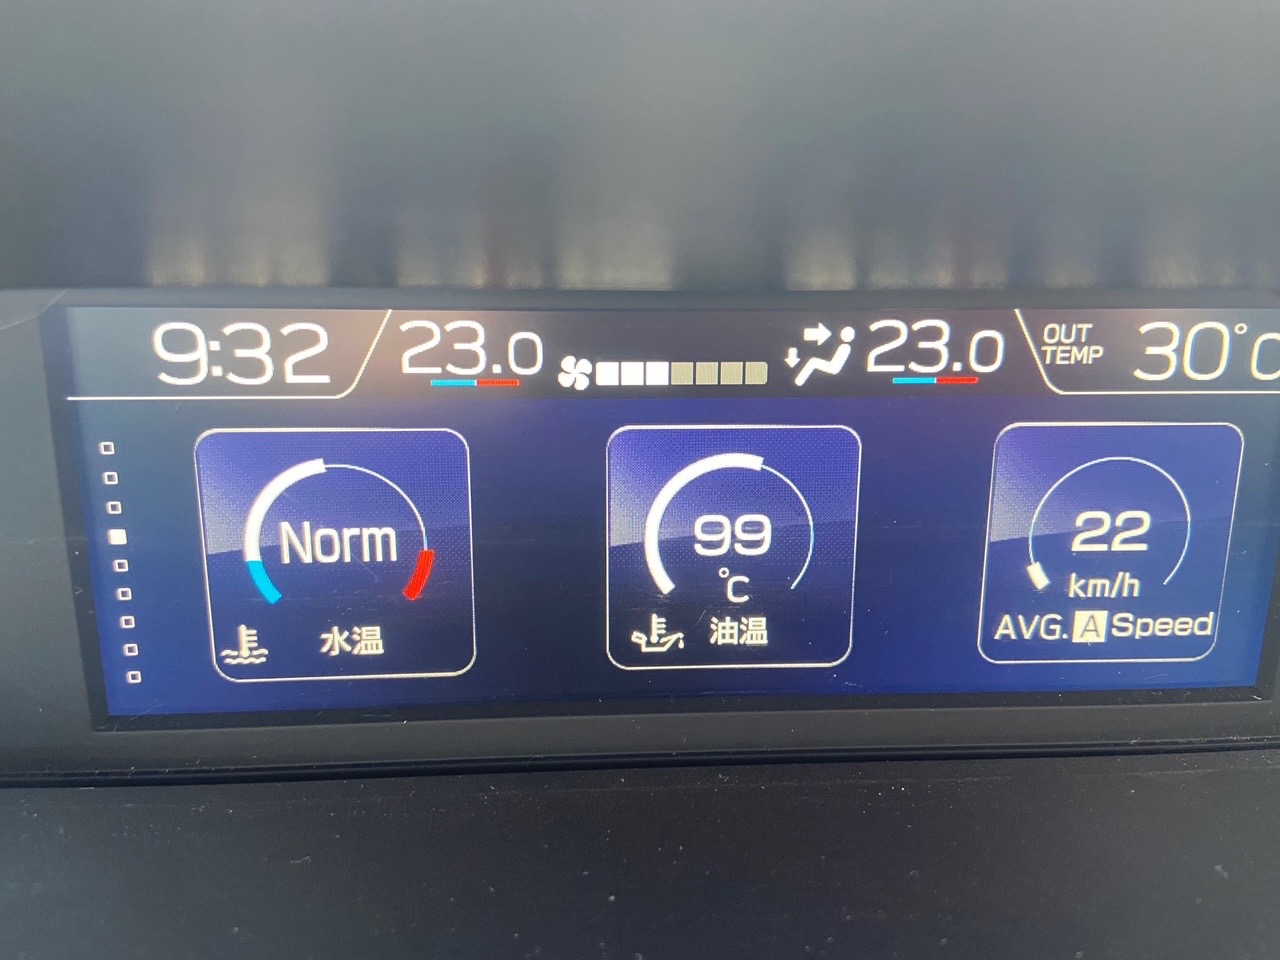 9:32
23.0
23.0
OUT
TEMP
30°C
Norm
水温
99
℃
油温
22
km/h
AVG. A Speed